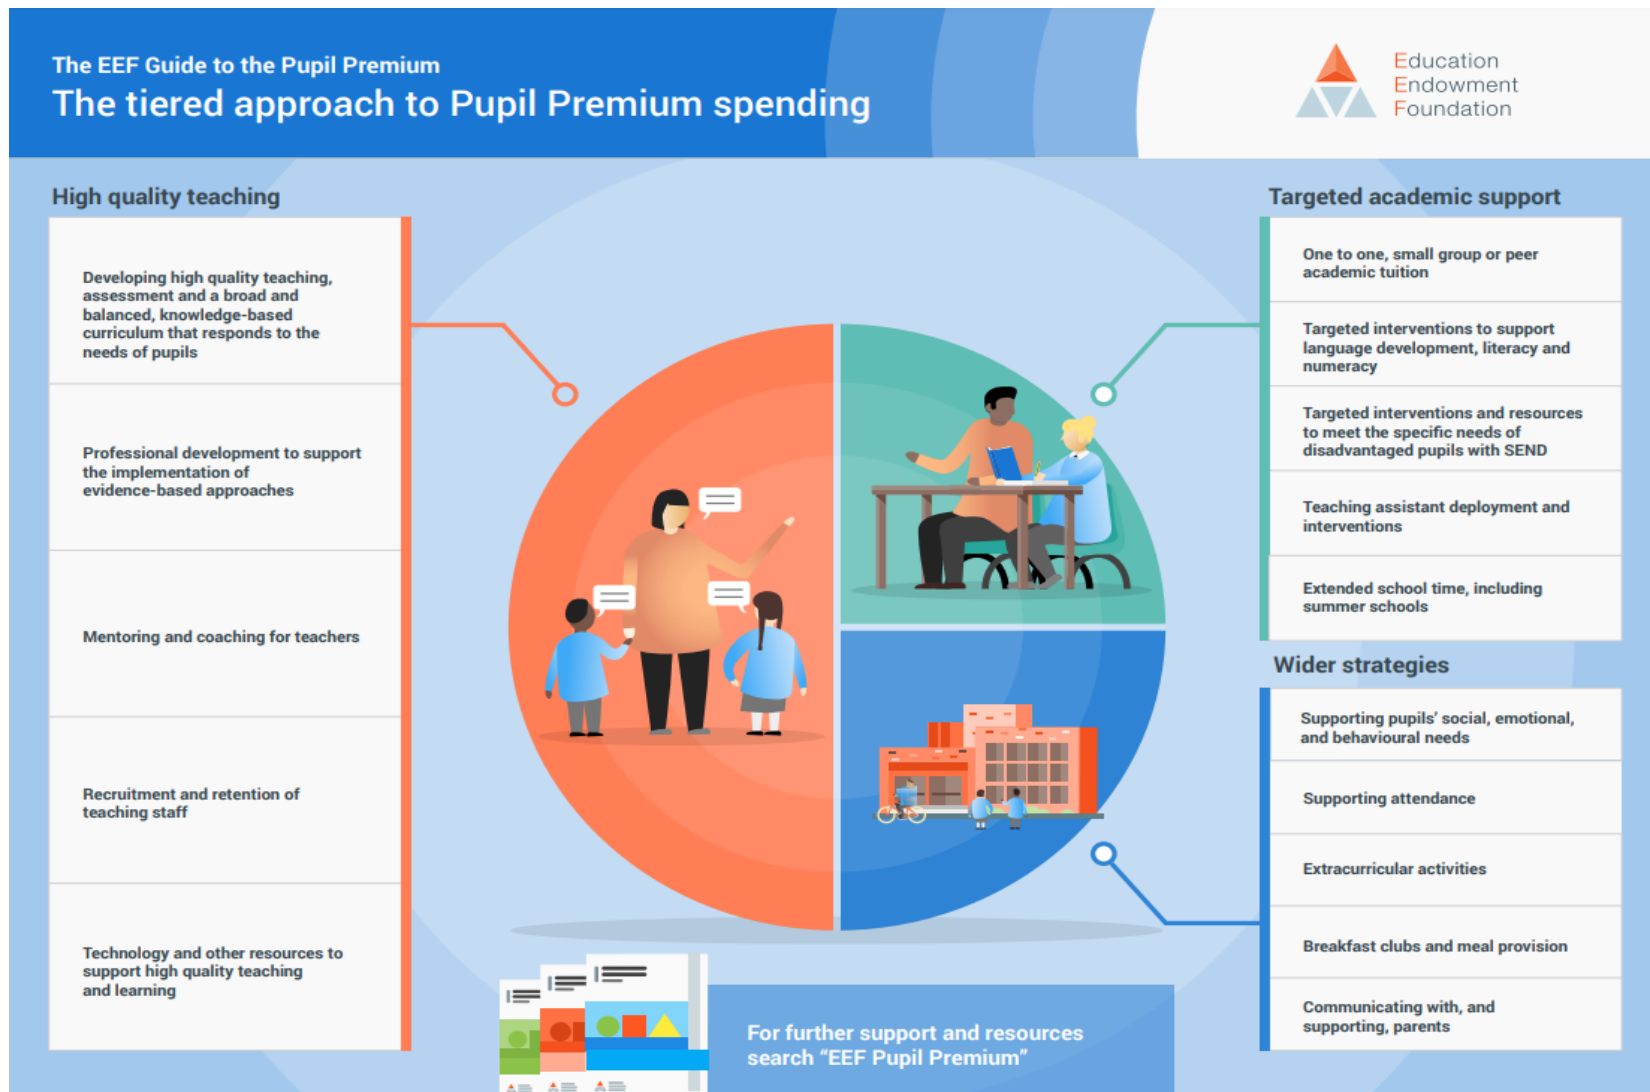 The EEF Guide to the Pupil Premium
The tiered approach to Pupil Premium spending
Education
Endowment
Foundation
High quality teaching
Developing high quality teaching,
assessment and a broad and
balanced, knowledge-based
curriculum that responds to the
needs of pupils
Professional development to support
the implementation of
evidence-based approaches
Mentoring and coaching for teachers
Recruitment and retention of
teaching staff
Technology and other resources to
support high quality teaching
and learning
Targeted academic support
One to one, small group or peer
academic tuition
Targeted interventions to support
language development, literacy and
numeracy
Targeted interventions and resources
to meet the specific needs of
disadvantaged pupils with SEND
Teaching assistant deployment and
interventions
Extended school time, including
summer schools
Wider strategies
Supporting pupils’ social, emotional,
and behavioural needs
Supporting attendance
Extracurricular activities
Breakfast clubs and meal provision
Communicating with, and
supporting, parents
For further support and resources
search “EEF Pupil Premium”